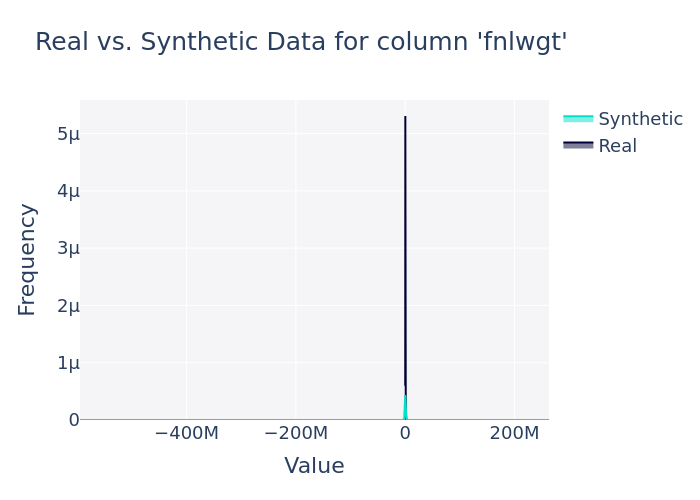 Real vs. Synthetic Data for column 'fnlwgt'
Synthetic
Real
Frequency
5μ
4μ
3μ
2μ
1μ
0
−400M
−200M
0
200M
Value